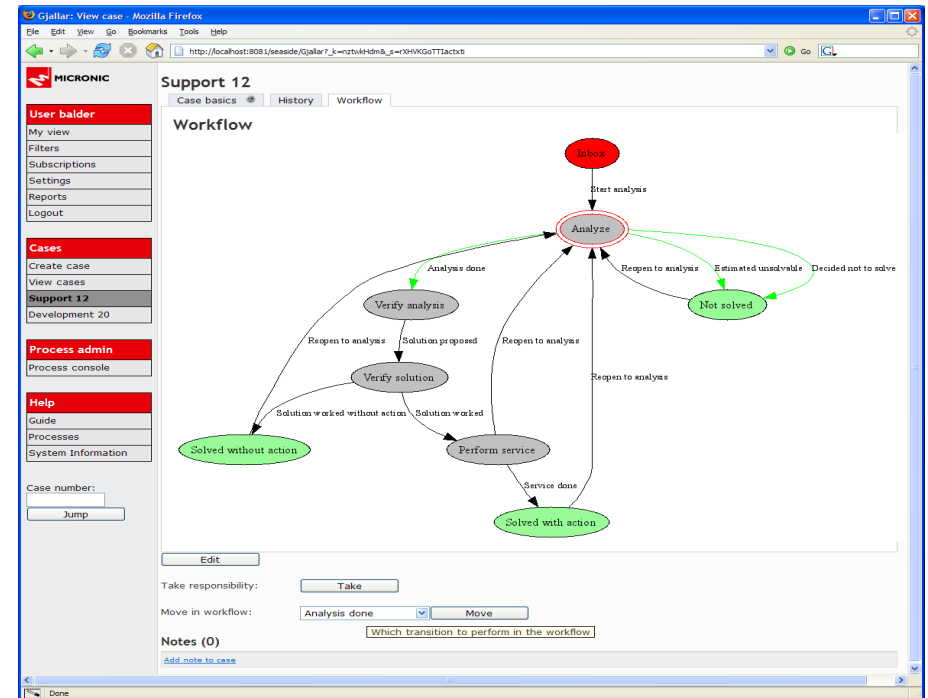 Gjallar: View case - Mozilla Firefox
File Edit View Go Bookmarks Tools Help
http://localhost:8081/seaside/Gjallar?_k=nztwkHdm&_s=rXHVKGoTTIactxti
Go
MICRONIC
User balder
My view
Filters
Subscriptions
Settings
Reports
Logout
Cases
Create case
View cases
Support 12
Development 20
Process admin
Process console
Help
Guide
Processes
System Information
Case number:
Jump
Support 12
Case basics History Workflow
Workflow
Inbox
Start analysis
Analyze
Analysis done Reopen to analysis Estimated unsolvable Decided not to solve
Verify analysis Not solved
Reopen to analysis Solution proposed Reopen to analysis
Verify solution Reopen to analysis
Solution worked without action Solution worked
Solved without action Perform service
Service done
Solved with action
Edit
Take responsibility: Take
Move in workflow: Analysis done Move
Which transition to perform in the workflow
Notes (0)
Add note to case
Done